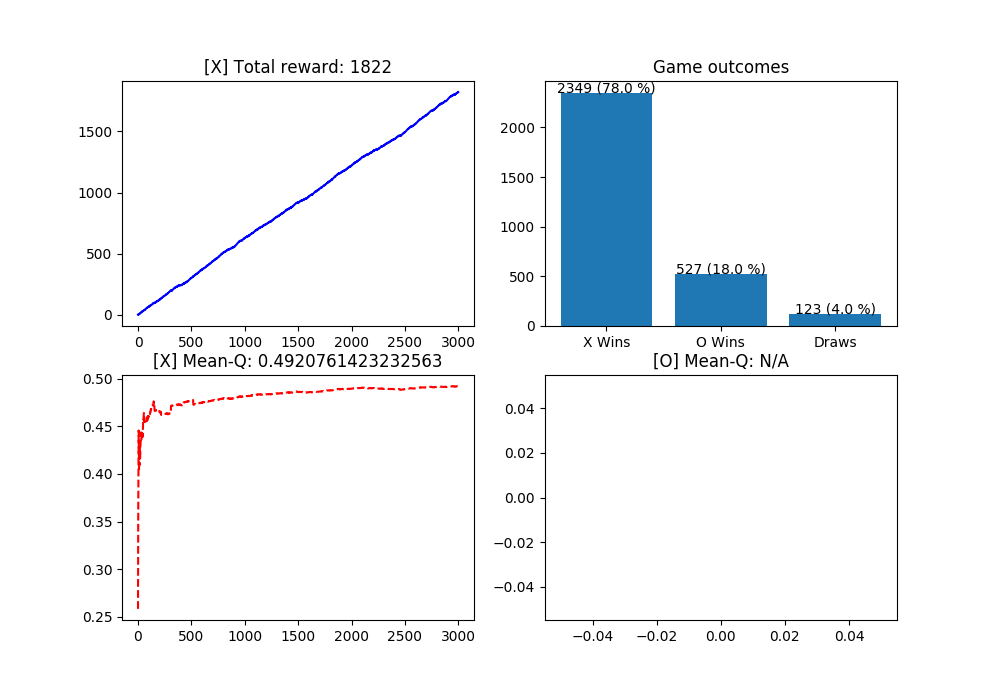 [X] Total reward: 1822
1500
1000
500
0
0 500 1000 1500 2000 2500 3000
Game outcomes
2349 (78.0 %)
527 (18.0 %)
123 (4.0 %)
2000
1500
1000
500
0
X Wins O Wins Draws
[X] Mean-Q: 0.4920761423232563
0.50
0.45
0.40
0.35
0.30
0.25
0 500 1000 1500 2000 2500 3000
[O] Mean-Q: N/A
0.04
0.02
0.00
−0.02
−0.04
−0.04 −0.02 0.00 0.02 0.04